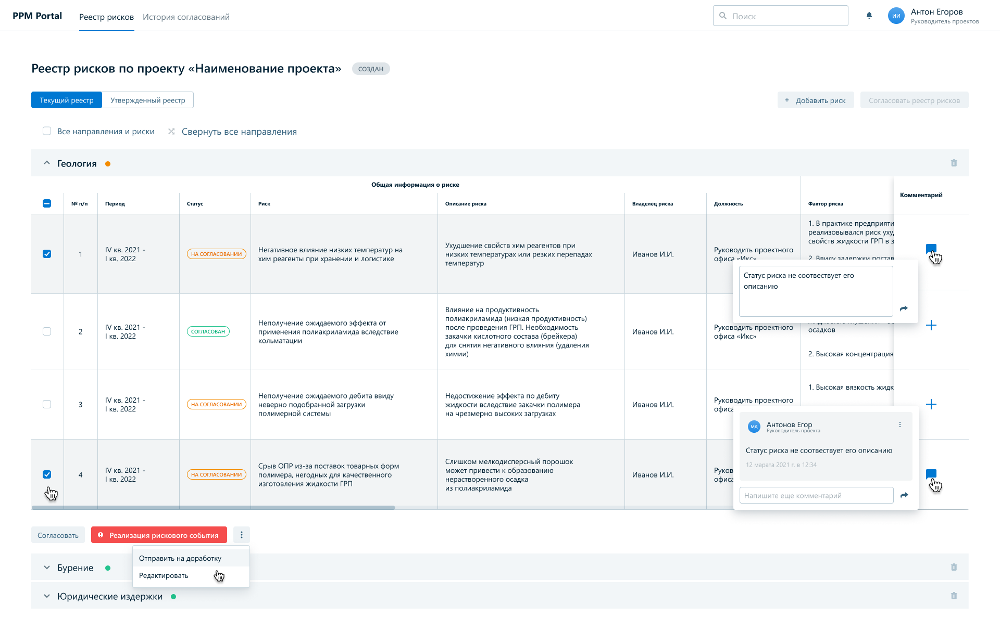 PPM Portal
Реестр рисков
История согласований
Поиск
ИИ
Антон Егоров
Руководитель проектов
Реестр рисков по проекту «Наименование проекта»
СОЗДАН
Текущий реестр
Утвержденный реестр
+ Добавить риск
Согласовать реестр рисков
Все направления и риски
Свернуть все направления
Геология
Общая информация о риске
Комментарий
№ п/п
Период
Статус
Риск
Описание риска
Владелец риска
Должность
Фактор риска
1
IV кв. 2021 -
I кв. 2022
НА СОГЛАСОВАНИИ
Негативное влияние низких температур на
хим реагенты при хранении и логистике
Ухудшение свойств хим реагентов при
низких температурах или резких перепадах
температур
Иванов И.И.
Руководить проектного
офиса «Икс»
1. В практике предприяти
реализовывался риск уху
свойств жидкости ГРП в з
2. Ввиду задержки постав
Статус риска не соотвествует его
описанию
2
IV кв. 2021 -
I кв. 2022
СОГЛАСОВАН
Неполучение ожидаемого эффекта от
применения полиакриламида вследствие
кольматации
Влияние на продуктивность
полиакриламида (низкая продуктивность)
после проведения ГРП. Необходимость
закачки кислотного состава (брейкера)
для снятия негативного влияния (удаления
химии)
Иванов И.И.
Руководить проектного
офиса «Икс»
осадков
2. Высокая концентрация
3
IV кв. 2021 -
I кв. 2022
НА СОГЛАСОВАНИИ
Неполучение ожидаемого дебита ввиду
неверно подобранной загрузки
полимерной системы
Недостижение эффекта по дебиту
жидкости вследствие закачки полимера
на чрезмерно высоких загрузках
Иванов И.И.
Руководить проектного
офиса
1. Высокая вязкость жидк
4
IV кв. 2021 -
I кв. 2022
НА СОГЛАСОВАНИИ
Срыв ОПР из-за поставок товарных форм
полимера, негодных для качественного
изготовления жидкости ГРП
Слишком мелкодисперсный порошок
может привести к образованию
нерастворенного осадка
из полиакриламида
Иванов И.И.
Руков
офиса
МД
Антонов Егор
Руководитель проекта
Статус риска не соотвествует его описанию
12 марата 2021 г. в 12:34
Напишите еще комментарий
Согласовать
Реализация рискового события
Отправить на доработку
Редактировать
Бурение
Юридические издержки